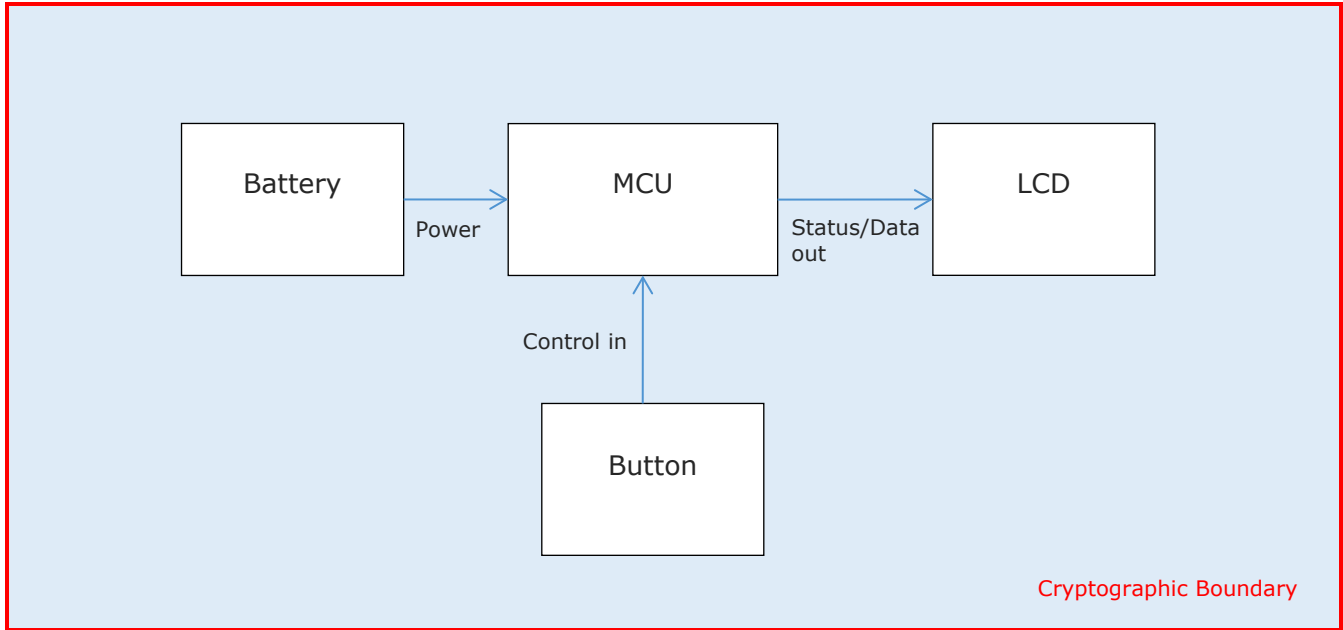 Battery
MCU
LCD
Power
Status/Data
out
Control in
Button
Cryptographic Boundary